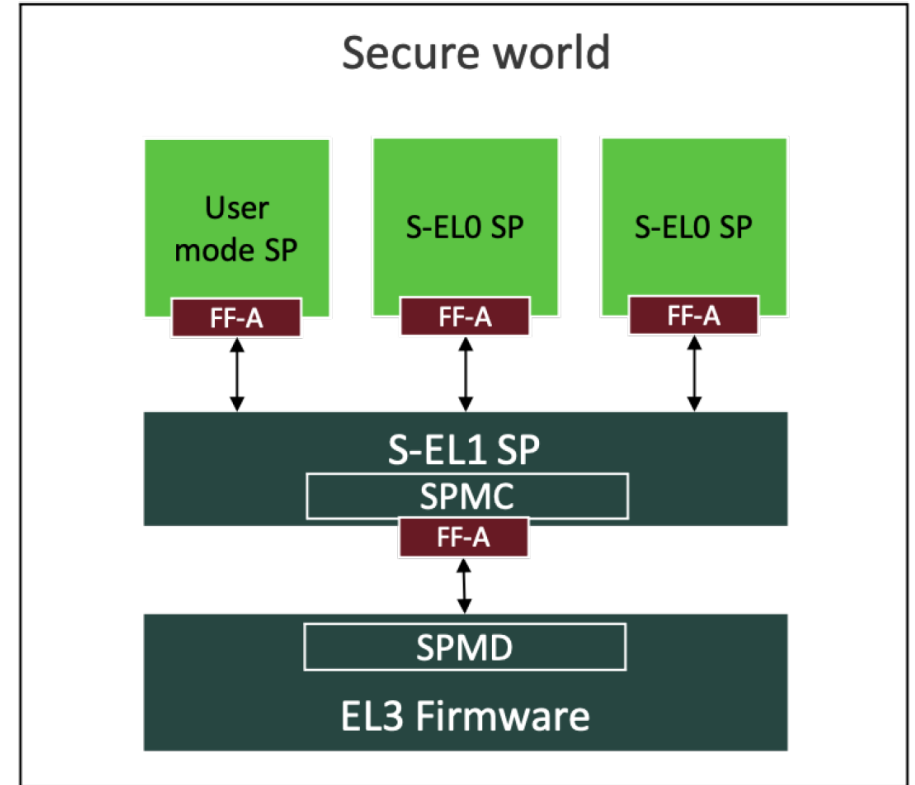 Secure world
User
mode SP
S-EL0 SP
S-EL0 SP
FF-A
FF-A
FF-A
S-EL1 SP
SPMC
FF-A
SPMD
EL3 Firmware